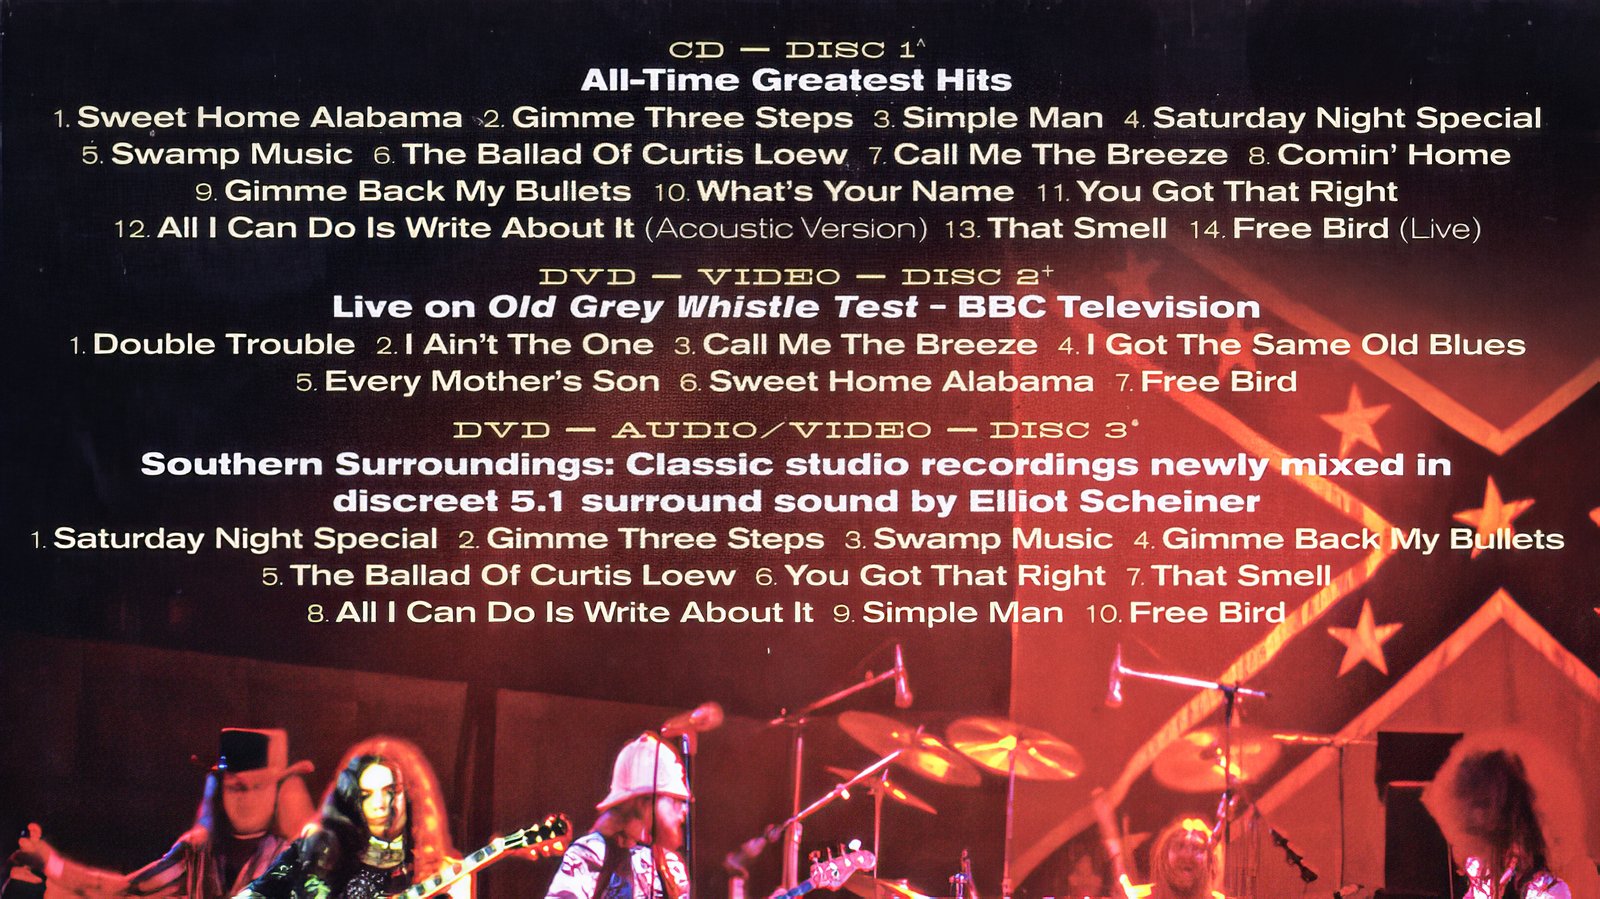 CD — DISC 1^
All-Time Greatest Hits
1. Sweet Home Alabama 2. Gimme Three Steps 3. Simple Man 4. Saturday Night Special
5. Swamp Music 6. The Ballad Of Curtis Loew 7. Call Me The Breeze 8. Comin' Home
9. Gimme Back My Bullets 10. What's Your Name 11. You Got That Right
12. All I Can Do Is Write About It (Acoustic Version) 13. That Smell 14. Free Bird (Live)
DVD — VIDEO — DISC 2+
Live on Old Grey Whistle Test – BBC Television
1. Double Trouble 2. I Ain't The One 3. Call Me The Breeze 4. I Got The Same Old Blues
5. Every Mother's Son 6. Sweet Home Alabama 7. Free Bird
DVD — AUDIO/VIDEO — DISC 3*
Southern Surroundings: Classic studio recordings newly mixed in
discreet 5.1 surround sound by Elliot Scheiner
1. Saturday Night Special 2. Gimme Three Steps 3. Swamp Music 4. Gimme Back My Bullets
5. The Ballad Of Curtis Loew 6. You Got That Right 7. That Smell
8. All I Can Do Is Write About It 9. Simple Man 10. Free Bird